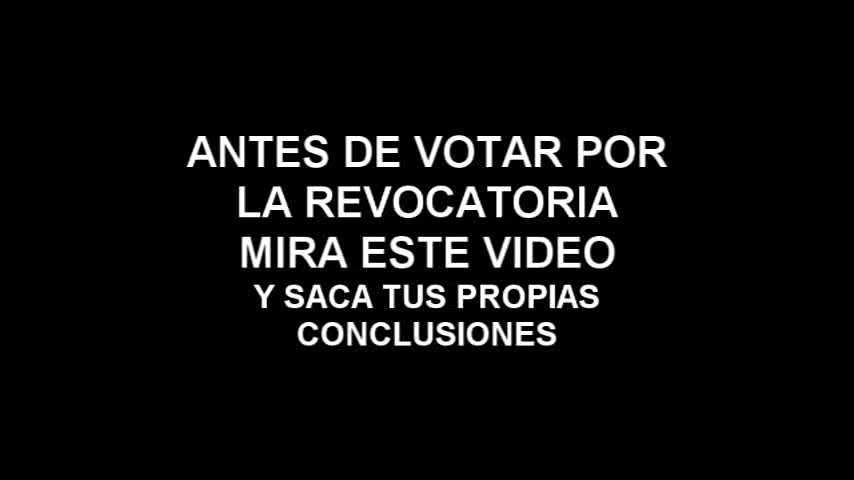 ANTES DE VOTAR POR
LA REVOCATORIA
MIRA ESTE VIDEO
Y SACA TUS PROPIAS
CONCLUSIONES